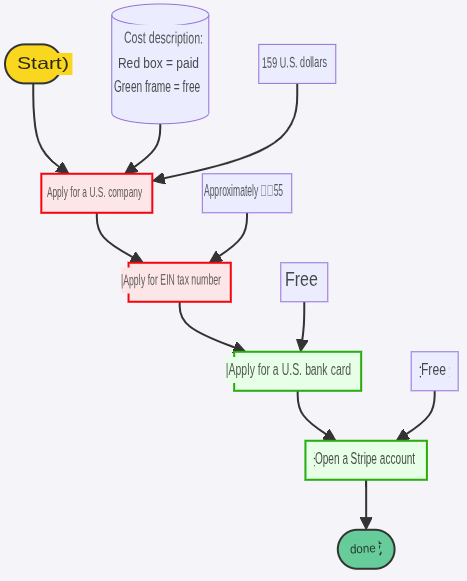 Start)
Cost description:
Red box = paid
Green frame = free
159 U.S. dollars
Apply for a U.S. company
Approximately □□55
|Apply for EIN tax number
Free
|Apply for a U.S. bank card
:Free
:Open a Stripe account
done